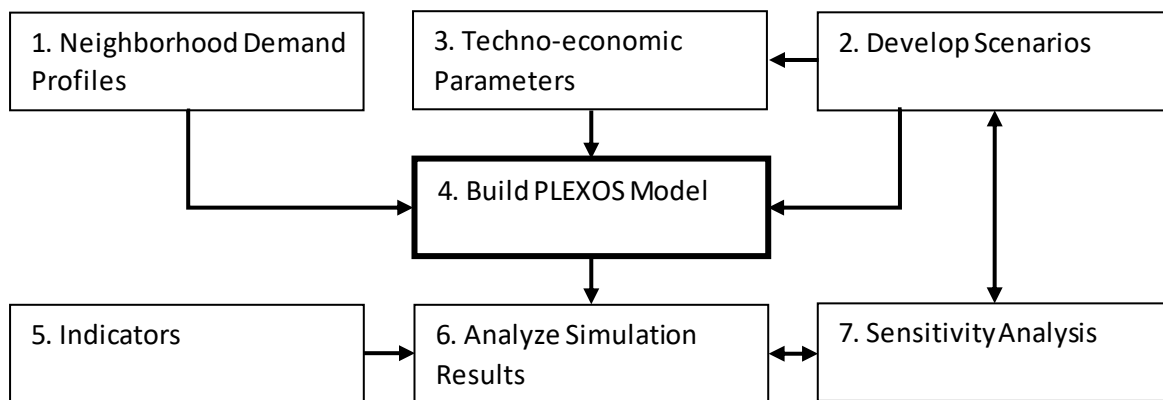 1. Neighborhood Demand
Profiles
3. Techno-economic
Parameters
2. Develop Scenarios
4. Build PLEXOS Model
5. Indicators
6. Analyze Simulation
Results
7. Sensitivity Analysis